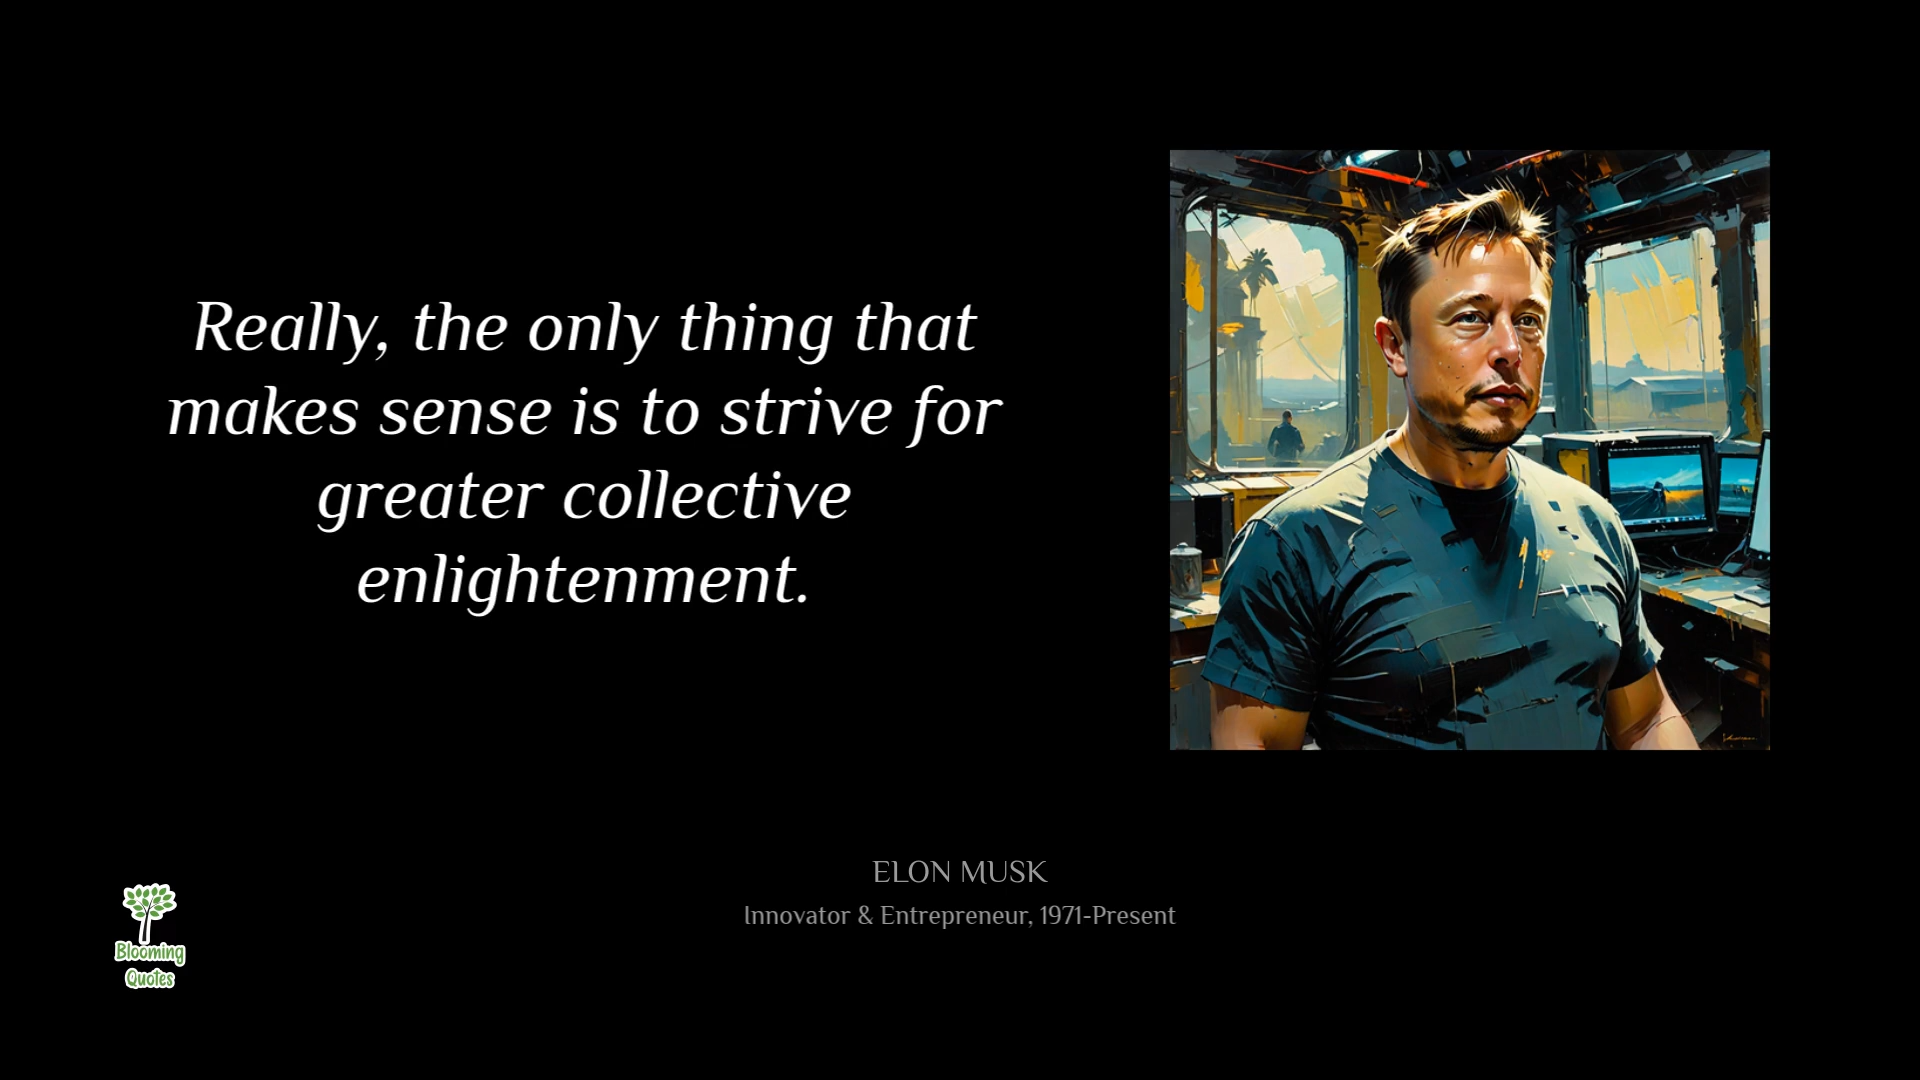 Really, the only thing that
makes sense is to strive for
greater collective
enlightenment.
ELON MUSK
Innovator & Entrepreneur, 1971-Present
Blooming
Quotes